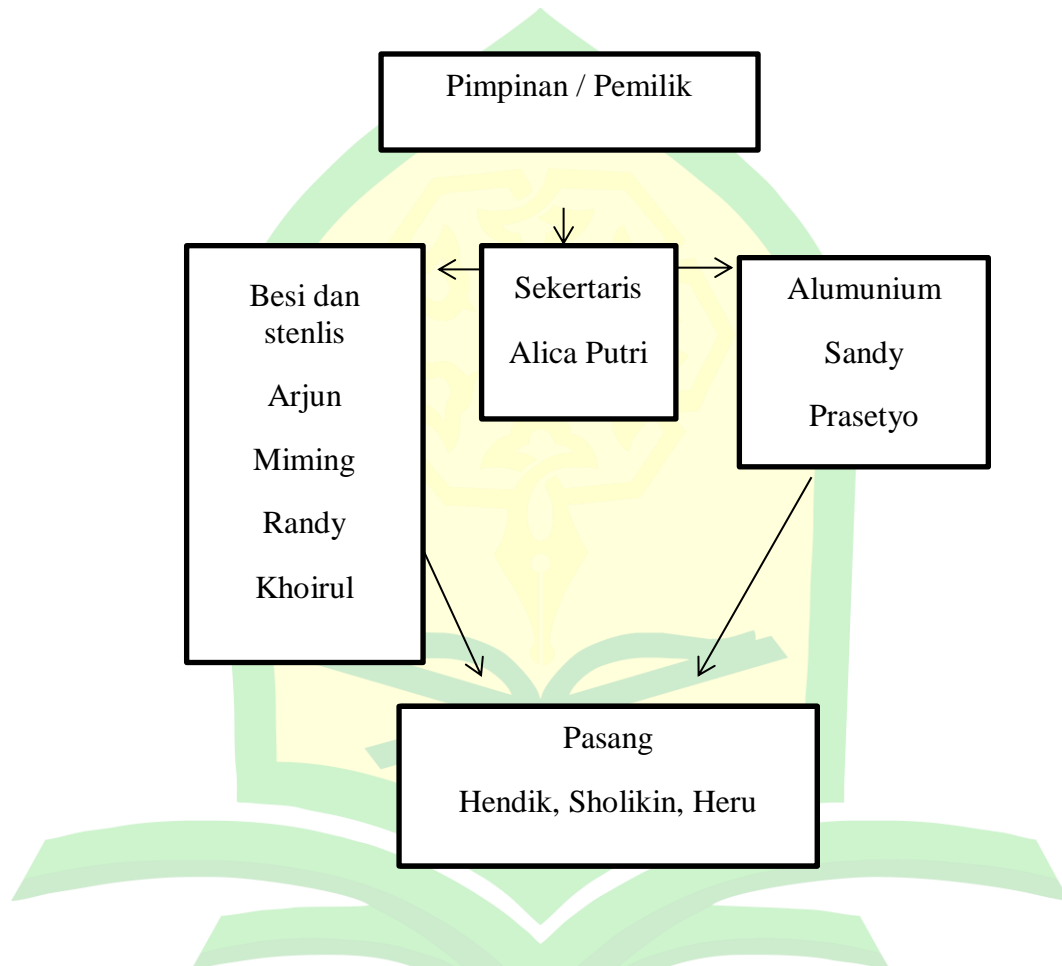 Pimpinan / Pemilik
Besi dan
stenlis
Arjun
Miming
Randy
Khoirul
Sekertaris
Alica Putri
Alumunium
Sandy
Prasetyo
Pasang
Hendik, Sholikin, Heru